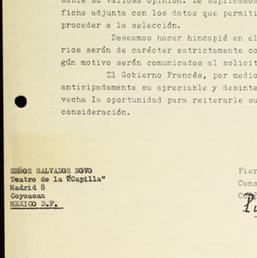 sable su valiosa opinión. Le suplicamos
ficha adjunta con los datos que permiti
proceder a la selección.
Deseamos hacer hincapié en el
rios serán de carécter estrictamente co
gún motivo serán comunicados al solicit
El Gobierno Francés, por medio
anticipadamente su apreciable y desinte
vecha la oportunidad para reiterarle su
consideración.
SEÑOR SALVADOR NOVO
Teatro de la "Capilla"
Madrid 8
Coyoacan
MEXICO D.F.
Pier
Cons